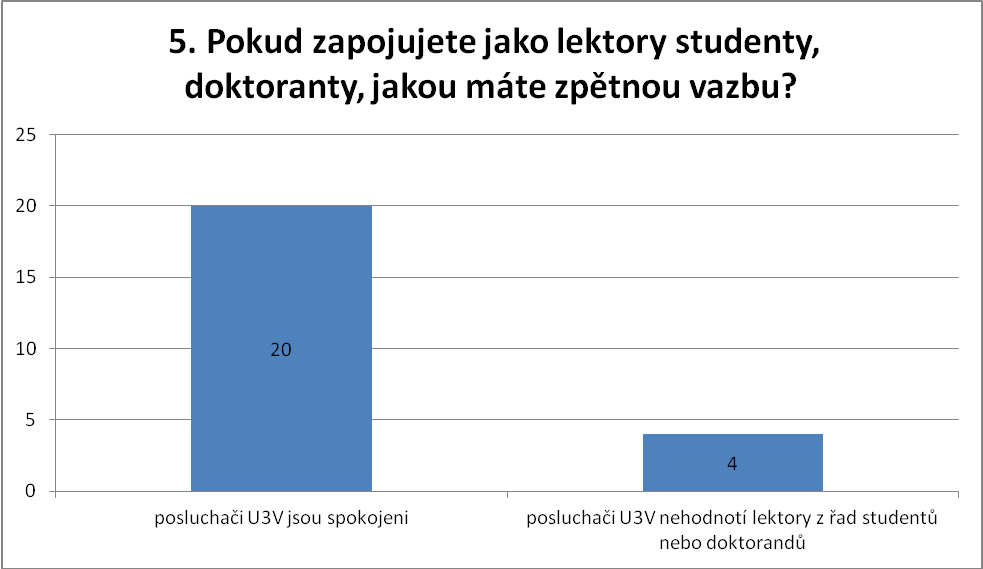 5. Pokud zapojujete jako lektory studenty,
doktoranty, jakou máte zpětnou vazbu?
25
20
15
10
5
0
20
4
posluchači U3V jsou spokojeni
posluchači U3V nehodnotí lektory z řad studentů
nebo doktorandů